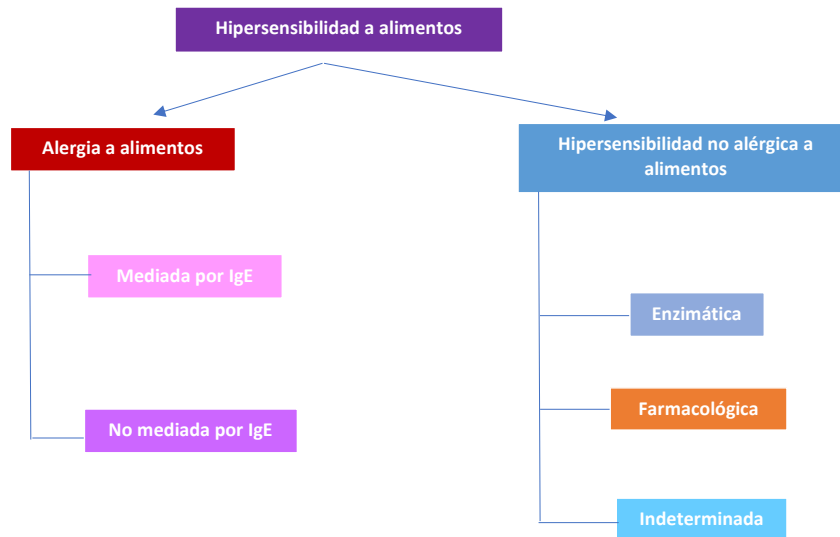 Hipersensibilidad a alimentos
Alergia a alimentos
Mediada por IgE
No mediada por IgE
Hipersensibilidad no alérgica a
alimentos
Enzimática
Farmacológica
Indeterminada